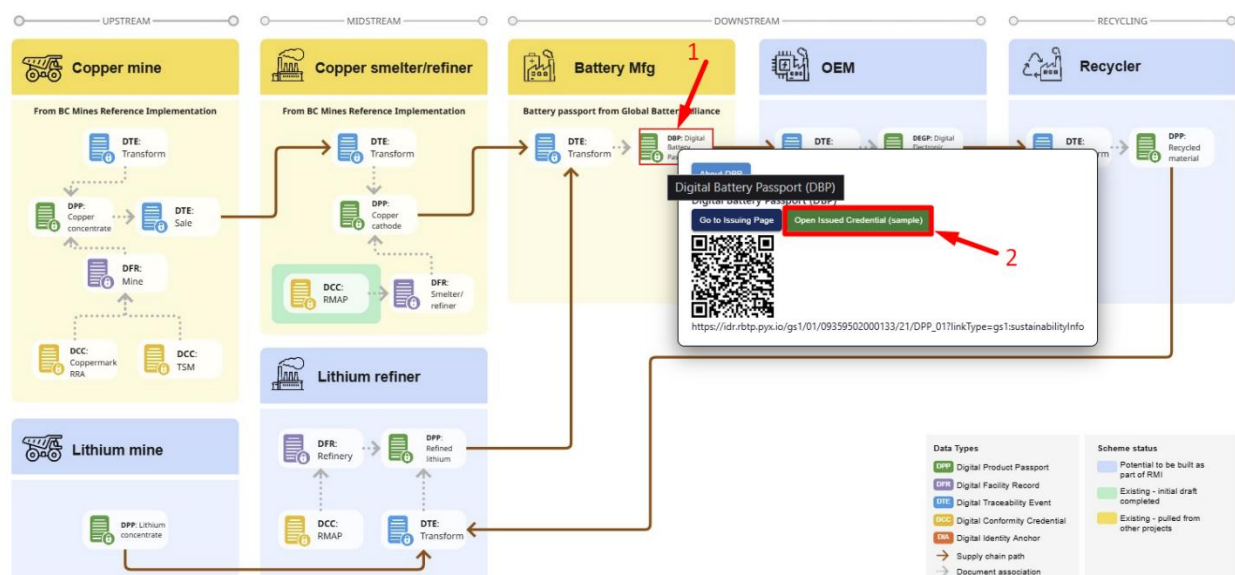 UPSTREAM
MIDSTREAM
DOWNSTREAM
RECYCLING
Copper mine
From BC Mines Reference Implementation
DTE:
Transform
DPP:
Copper
concentrate
DTE:
Sale
DFR:
Mine
DCC:
Coppermark
RRA
DCC:
TSM
Copper smelter/refiner
From BC Mines Reference Implementation
DTE:
Transform
DPP:
Copper
cathode
DCC:
RMAP
DFR:
Smelter/
refiner
Battery Mfg
1
Battery passport from Global Battery Alliance
DTE:
Transform
DBP: Digital
Battery
OEM
DTE:
DEGP: Digital
Electronic
Recycler
DTE:
DPP:
Recycled
material
About DBP
Digital Battery Passport (DBP)
Digital Battery Passport (DBP)
Go to Issuing Page
Open Issued Credential (sample)
2
https://idr.rbtp.pyx.io/gs1/01/09359502000133/21/DPP_01?linkType=gs1:sustainabilityInfo
Lithium mine
DPP: Lithium
concentrate
Lithium refiner
DFR:
Refinery
DPP:
Refined
lithium
DCC:
RMAP
DTE:
Transform
Data Types
DPP Digital Product Passport
DFR Digital Facility Record
DTE Digital Traceability Event
DCC Digital Conformity Credential
DIA Digital Identity Anchor
Supply chain path
Document association
Scheme status
Potential to be built as
part of RMI
Existing - initial draft
completed
Existing - pulled from
other projects